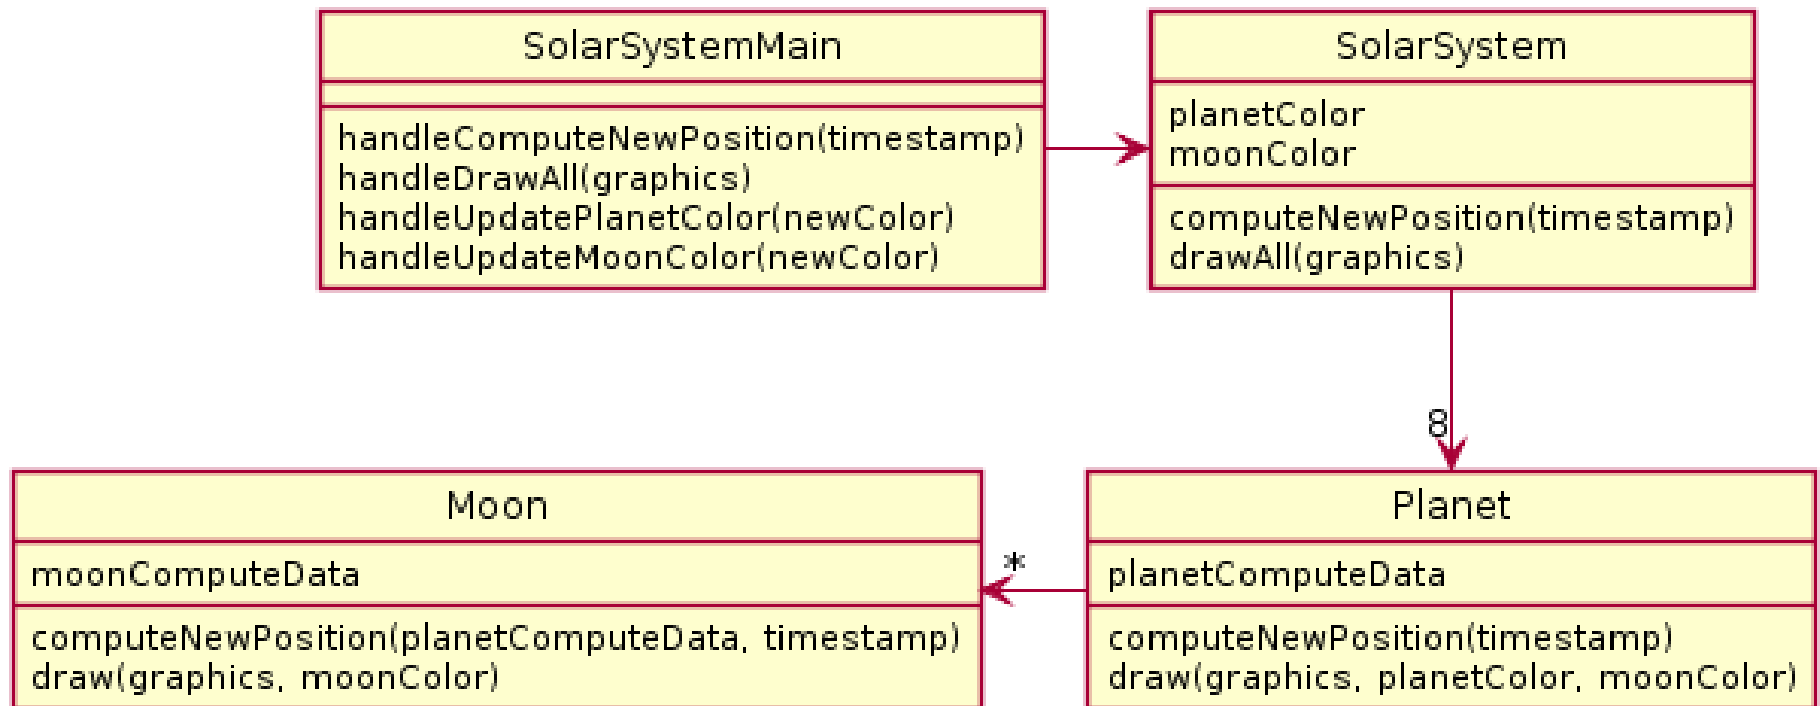 SolarSystemMain
handleComputeNewPosition(timestamp)
handleDrawAll(graphics)
handleUpdatePlanetColor(newColor)
handleUpdateMoonColor(newColor)
SolarSystem
planetColor
moonColor
computeNewPosition(timestamp)
drawAll(graphics)
8
Moon
moonComputeData
computeNewPosition(planetComputeData, timestamp)
draw(graphics, moonColor)
*
Planet
planetComputeData
computeNewPosition(timestamp)
draw(graphics, planetColor, moonColor)